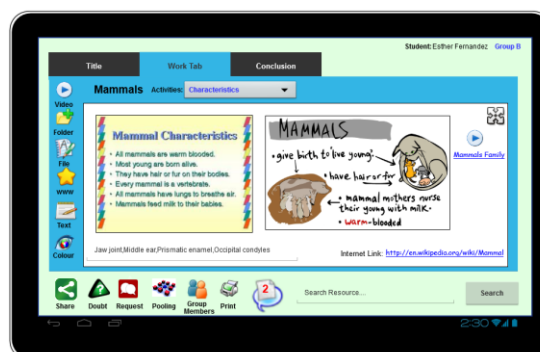 Student: Esther Fernandez Group B
Title Work Tab Conclusion
Mammals Activities: Characteristics
Video
Folder
File
www
Text
Colour
Mammal Characteristics
• All mammals are warm blooded.
• Most young are born alive.
• They have hair or fur on their bodies.
• Every mammal is a vertebrate.
• All mammals have lungs to breathe air.
• Mammals feed milk to their babies.
MAMMALS
• give birth to live young.
• have hair or fur
• mammal mothers nurse
their young with milk.
• warm-blooded
Mammals Family
Jaw joint,Middle ear,Prismatic enamel,Occipital condyles
Internet Link: http://en.wikipedia.org/wiki/Mammal
Share
Doubt
Request
Pooling
Group
Members
Print
2
Search Resource...
Search
2:30